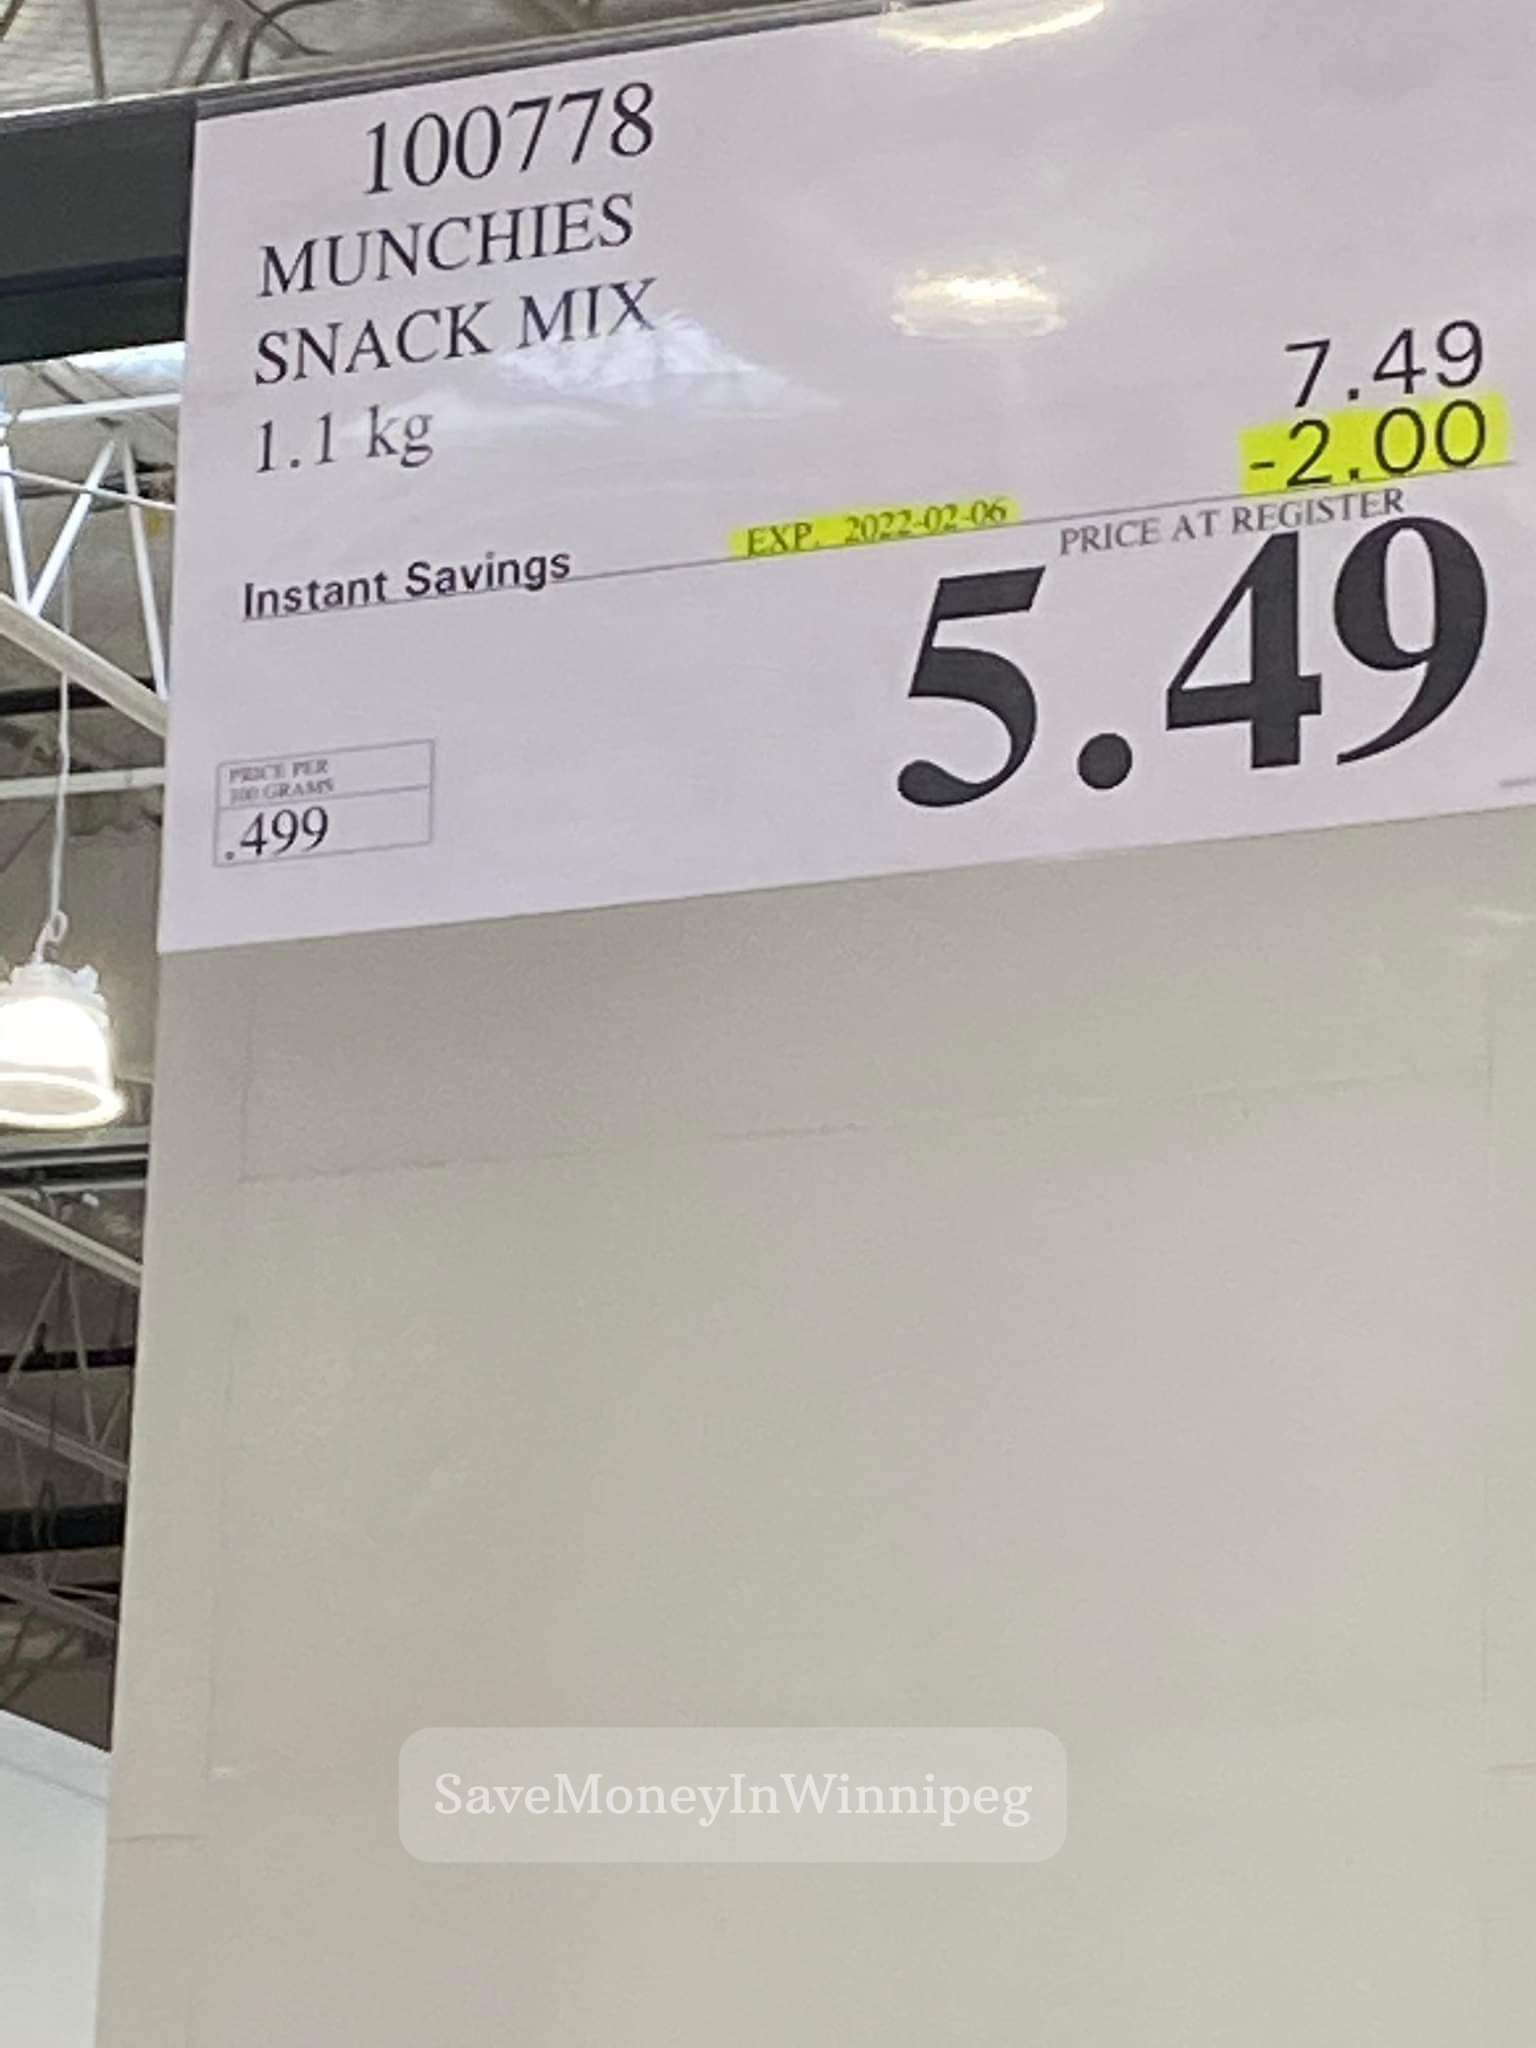 100778
MUNCHIES
SNACK MIX
1.1 kg
7.49
-2.00
EXP. 2022-02-06
PRICE AT REGISTER
Instant Savings
5.49
PRICE PER
100 GRAMS
.499
SaveMoneyInWinnipeg